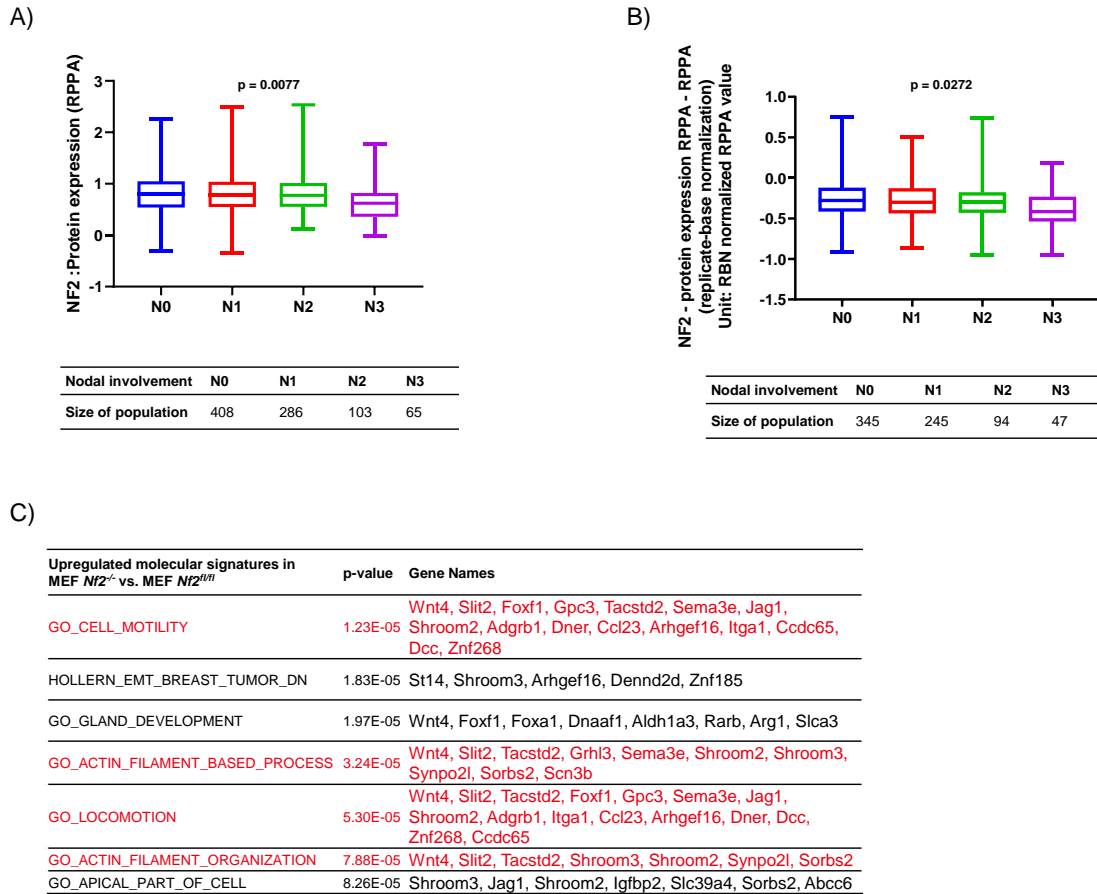 A)
p = 0.0077
NF2 :Protein expression (RPPA)
3
2
1
0
-1
N0 N1 N2 N3
Nodal involvement N0 N1 N2 N3
Size of population 408 286 103 65
B)
p = 0.0272
NF2 - protein expression RPPA - RPPA
(replicate-base normalization)
Unit: RBN normalized RPPA value
1.0
0.5
0.0
-0.5
-1.0
-1.5
N0 N1 N2 N3
Nodal involvement N0 N1 N2 N3
Size of population 345 245 94 47
C)
Upregulated molecular signatures in
MEF Nf2-/- vs. MEF Nf2fl/fl p-value Gene Names
Wnt4, Slit2, Foxf1, Gpc3, Tacstd2, Sema3e, Jag1,
GO_CELL_MOTILITY 1.23E-05 Shroom2, Adgrb1, Dner, Ccl23, Arhgef16, Itga1, Ccdc65,
Dcc, Znf268
HOLLERN_EMT_BREAST_TUMOR_DN 1.83E-05 St14, Shroom3, Arhgef16, Dennd2d, Znf185
GO_GLAND_DEVELOPMENT 1.97E-05 Wnt4, Foxf1, Foxa1, Dnaaf1, Aldh1a3, Rarb, Arg1, Slca3
GO_ACTIN_FILAMENT_BASED_PROCESS 3.24E-05 Wnt4, Slit2, Tacstd2, Grhl3, Sema3e, Shroom2, Shroom3,
Synpo2l, Sorbs2, Scn3b
Wnt4, Slit2, Tacstd2, Foxf1, Gpc3, Sema3e, Jag1,
GO_LOCOMOTION 5.30E-05 Shroom2, Adgrb1, Itga1, Ccl23, Arhgef16, Dner, Dcc,
Znf268, Ccdc65
GO_ACTIN_FILAMENT_ORGANIZATION 7.88E-05 Wnt4, Slit2, Tacstd2, Shroom3, Shroom2, Synpo2l, Sorbs2
GO_APICAL_PART_OF_CELL 8.26E-05 Shroom3, Jag1, Shroom2, Igfbp2, Slc39a4, Sorbs2, Abcc6